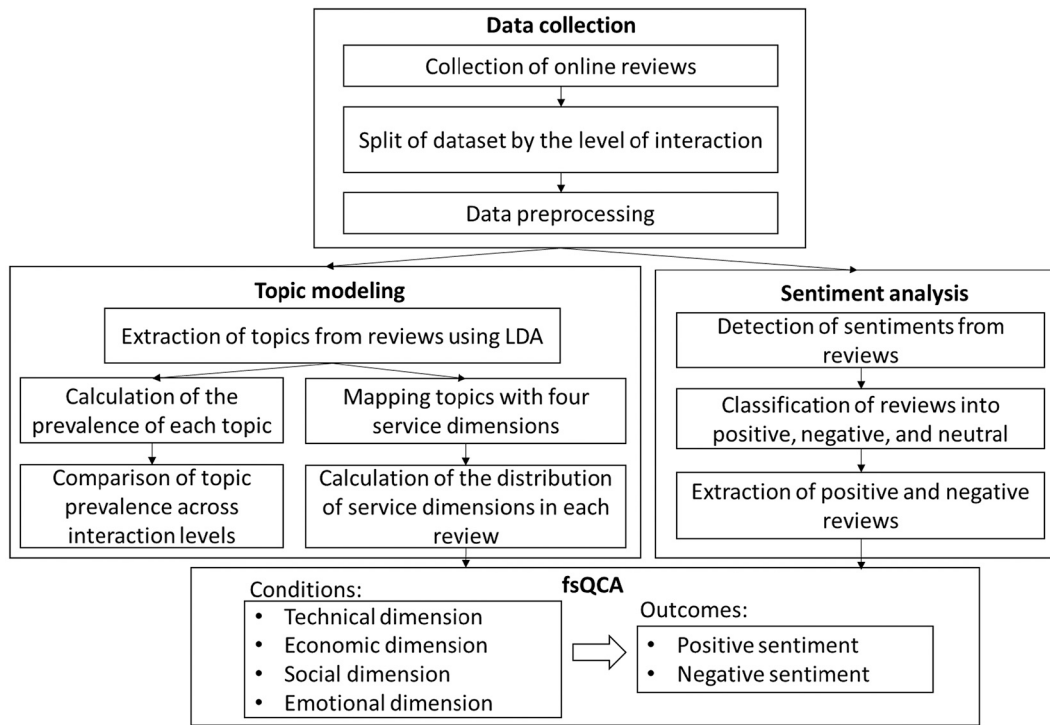 Data collection
Collection of online reviews
Split of dataset by the level of interaction
Data preprocessing
Topic modeling
Extraction of topics from reviews using LDA
Calculation of the
prevalence of each topic
Comparison of topic
prevalence across
interaction levels
Mapping topics with four
service dimensions
Calculation of the distribution
of service dimensions in each
review
Sentiment analysis
Detection of sentiments from
reviews
Classification of reviews into
positive, negative, and neutral
Extraction of positive and negative
reviews
fsQCA
Conditions:
• Technical dimension
• Economic dimension
• Social dimension
• Emotional dimension
Outcomes:
• Positive sentiment
• Negative sentiment